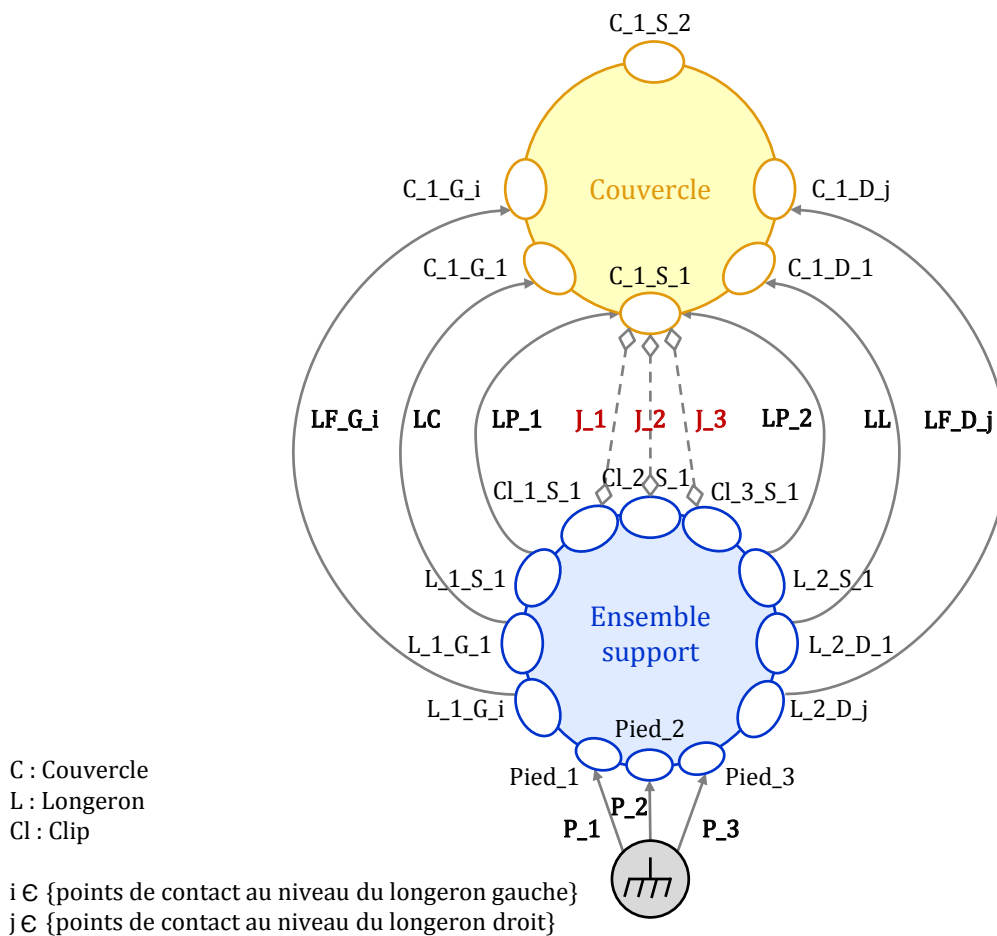 C_1_S_2
C_1_G_i
Couvercle
C_1_D_j
C_1_G_1
C_1_S_1
C_1_D_1
LF_G_i
LC
LP_1
J_1
J_2
J_3
LP_2
LL
LF_D_j
Cl_1_S_1
Cl_2_S_1
Cl_3_S_1
L_1_S_1
L_2_S_1
Ensemble
support
L_1_G_1
L_2_D_1
L_1_G_i
L_2_D_j
Pied_2
Pied_1
Pied_3
P_1
P_2
P_3
C : Couvercle
L : Longeron
Cl : Clip
i Є {points de contact au niveau du longeron gauche}
j Є {points de contact au niveau du longeron droit}